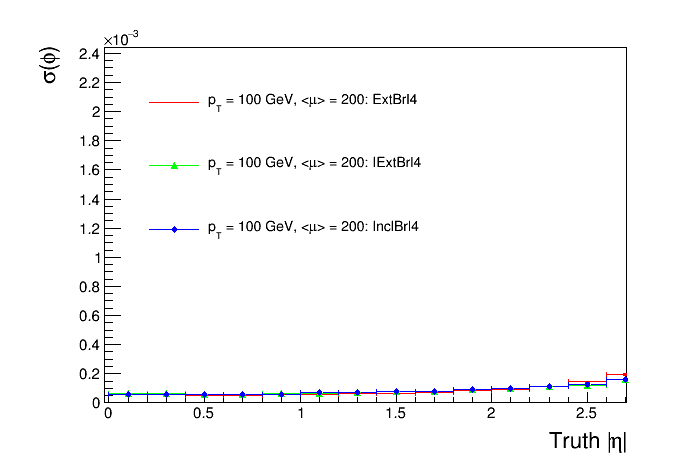 ×10⁻³
σ(ϕ)
2.4
2.2
2
1.8
1.6
1.4
1.2
1
0.8
0.6
0.4
0.2
0
p_T = 100 GeV, <μ> = 200: ExtBrl4
p_T = 100 GeV, <μ> = 200: IExtBrl4
p_T = 100 GeV, <μ> = 200: InclBrl4
0 0.5 1 1.5 2 2.5
Truth |η|